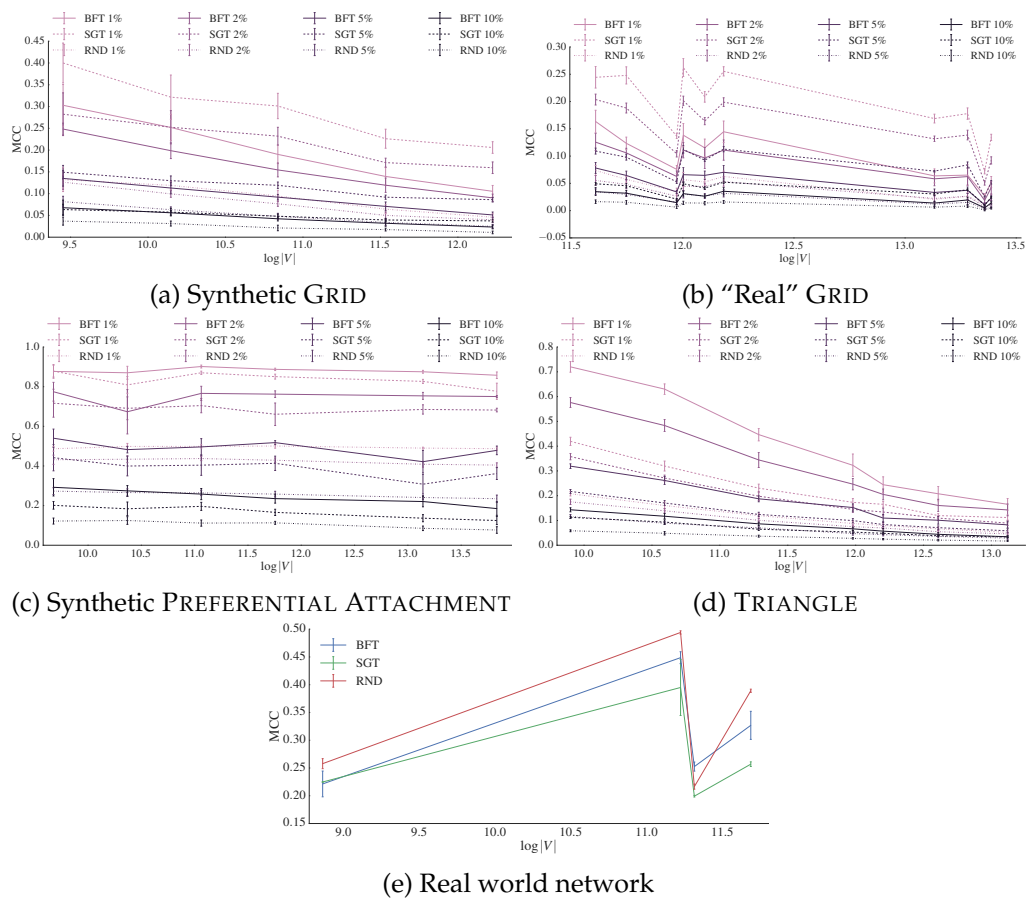 BFT 1% BFT 2% BFT 5% BFT 10%
SGT 1% SGT 2% SGT 5% SGT 10%
RND 1% RND 2% RND 5% RND 10%
0.45
0.40
0.35
0.30
0.25
0.20
0.15
0.10
0.05
0.00
MCC
9.5 10.0 10.5 11.0 11.5 12.0
log|V|
(a) Synthetic GRID
BFT 1% BFT 2% BFT 5% BFT 10%
SGT 1% SGT 2% SGT 5% SGT 10%
RND 1% RND 2% RND 5% RND 10%
0.30
0.25
0.20
0.15
0.10
0.05
0.00
−0.05
MCC
11.5 12.0 12.5 13.0 13.5
log|V|
(b) “Real” GRID
BFT 1% BFT 2% BFT 5% BFT 10%
SGT 1% SGT 2% SGT 5% SGT 10%
RND 1% RND 2% RND 5% RND 10%
1.0
0.8
0.6
0.4
0.2
0.0
MCC
10.0 10.5 11.0 11.5 12.0 12.5 13.0 13.5
log|V|
(c) Synthetic PREFERENTIAL ATTACHMENT
BFT 1% BFT 2% BFT 5% BFT 10%
SGT 1% SGT 2% SGT 5% SGT 10%
RND 1% RND 2% RND 5% RND 10%
0.8
0.7
0.6
0.5
0.4
0.3
0.2
0.1
0.0
MCC
10.0 10.5 11.0 11.5 12.0 12.5 13.0
log|V|
(d) TRIANGLE
BFT
SGT
RND
0.50
0.45
0.40
0.35
0.30
0.25
0.20
0.15
MCC
9.0 9.5 10.0 10.5 11.0 11.5
log|V|
(e) Real world network